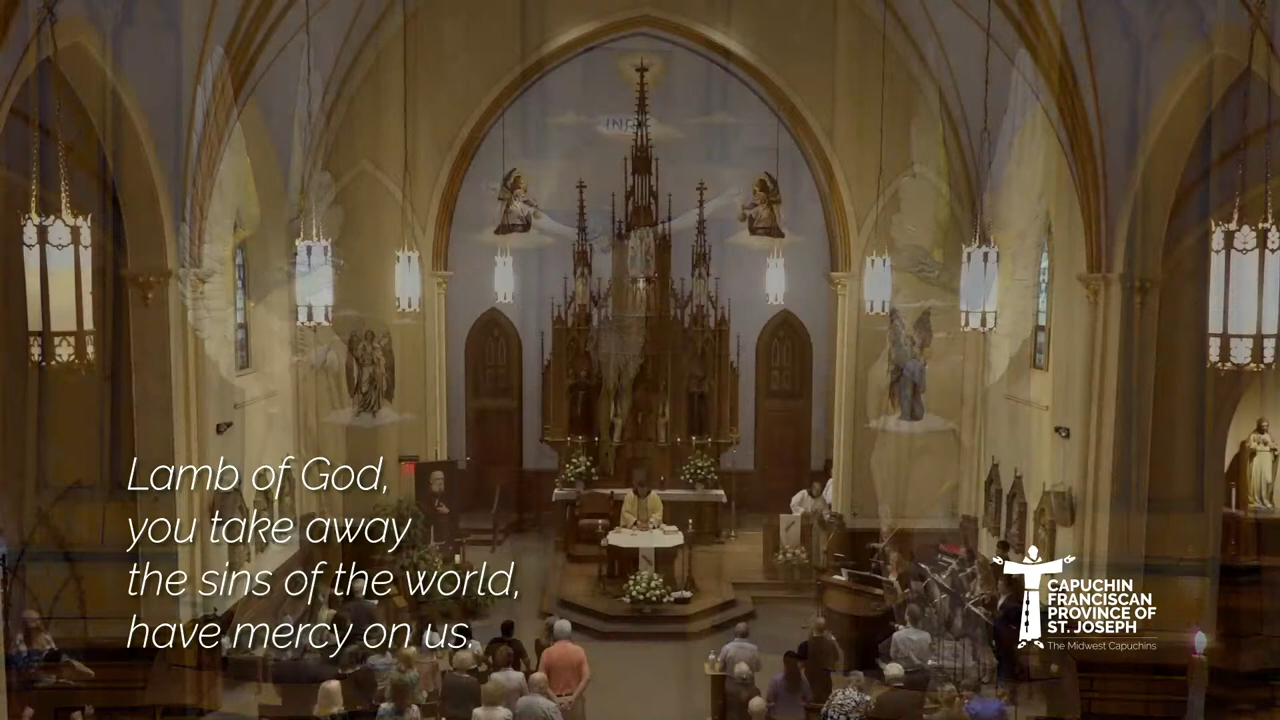 Lamb of God,
you take away
the sins of the world,
have mercy on us.
CAPUCHIN
FRANCISCAN
PROVINCE OF
ST. JOSEPH
The Midwest Capuchins